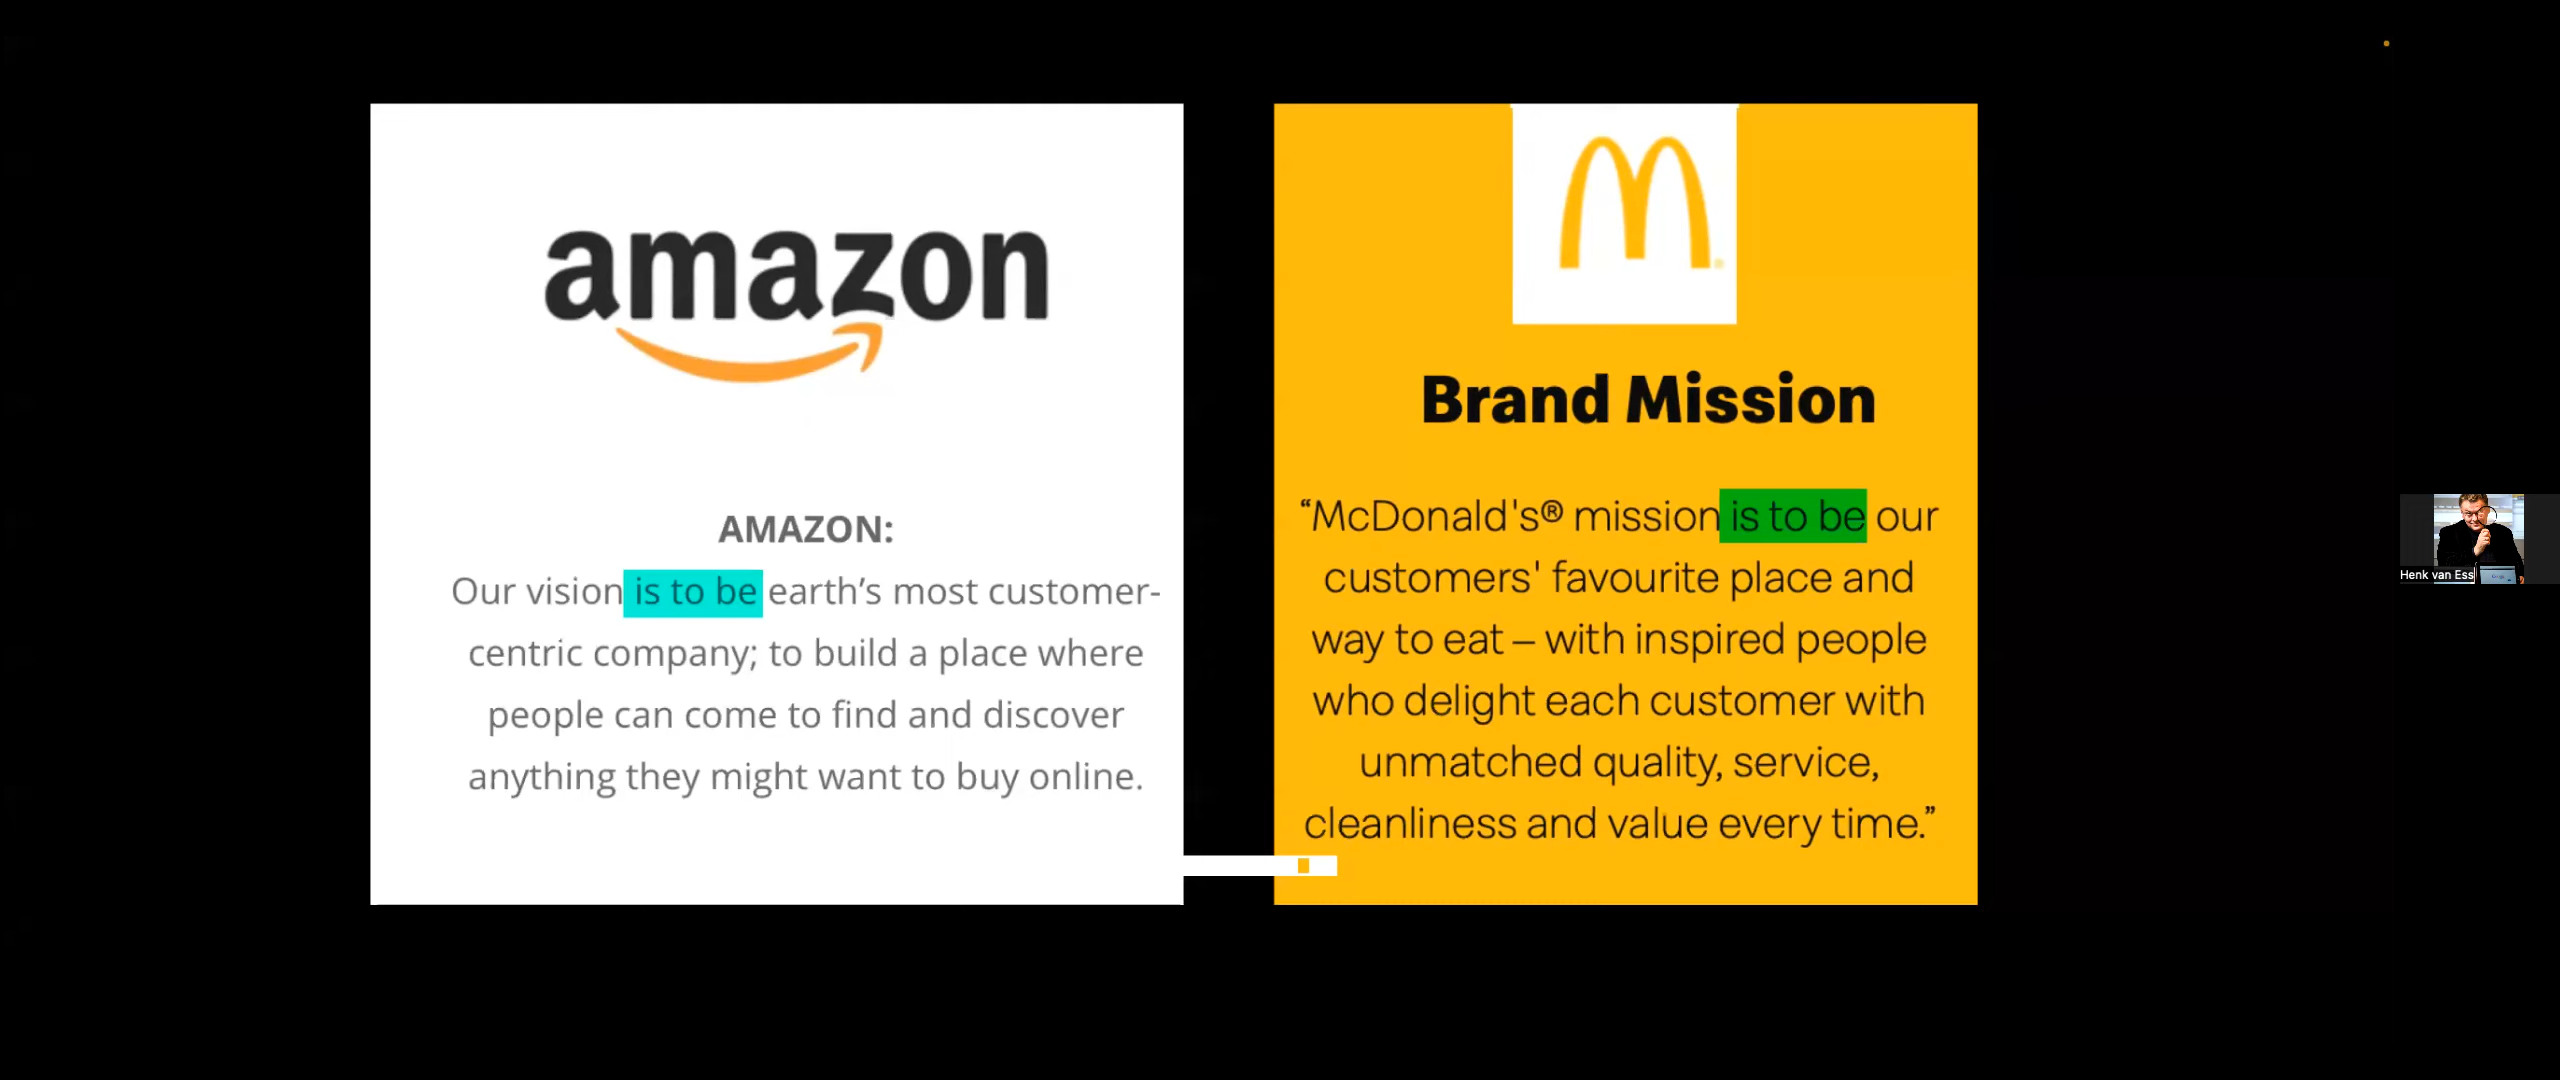 amazon
AMAZON:
Our vision is to be earth’s most customer-
centric company; to build a place where
people can come to find and discover
anything they might want to buy online.
Brand Mission
“McDonald's® mission is to be our
customers' favourite place and
way to eat – with inspired people
who delight each customer with
unmatched quality, service,
cleanliness and value every time.”
Henk van Ess